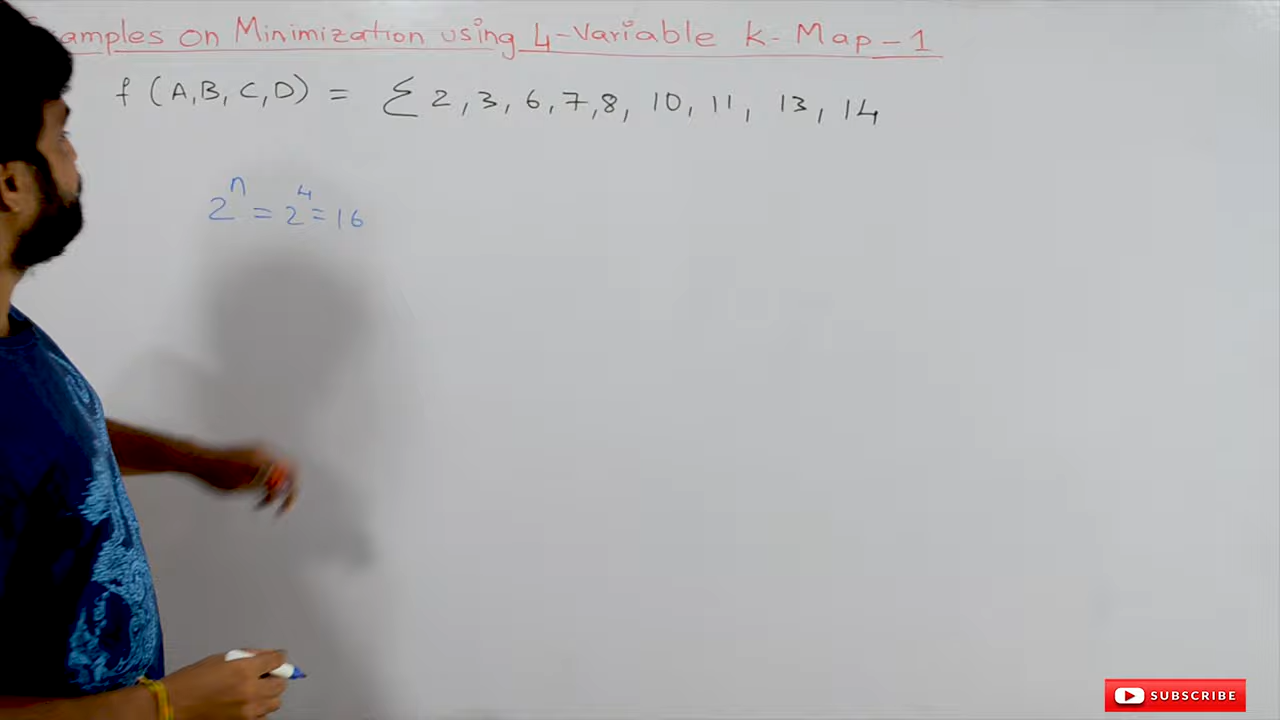 amples on Minimization using 4-Variable K-Map-1
f (A,B,C,D) = Σ 2,3,6,7,8, 10, 11, 13, 14
2ⁿ = 2⁴ = 16
SUBSCRIBE